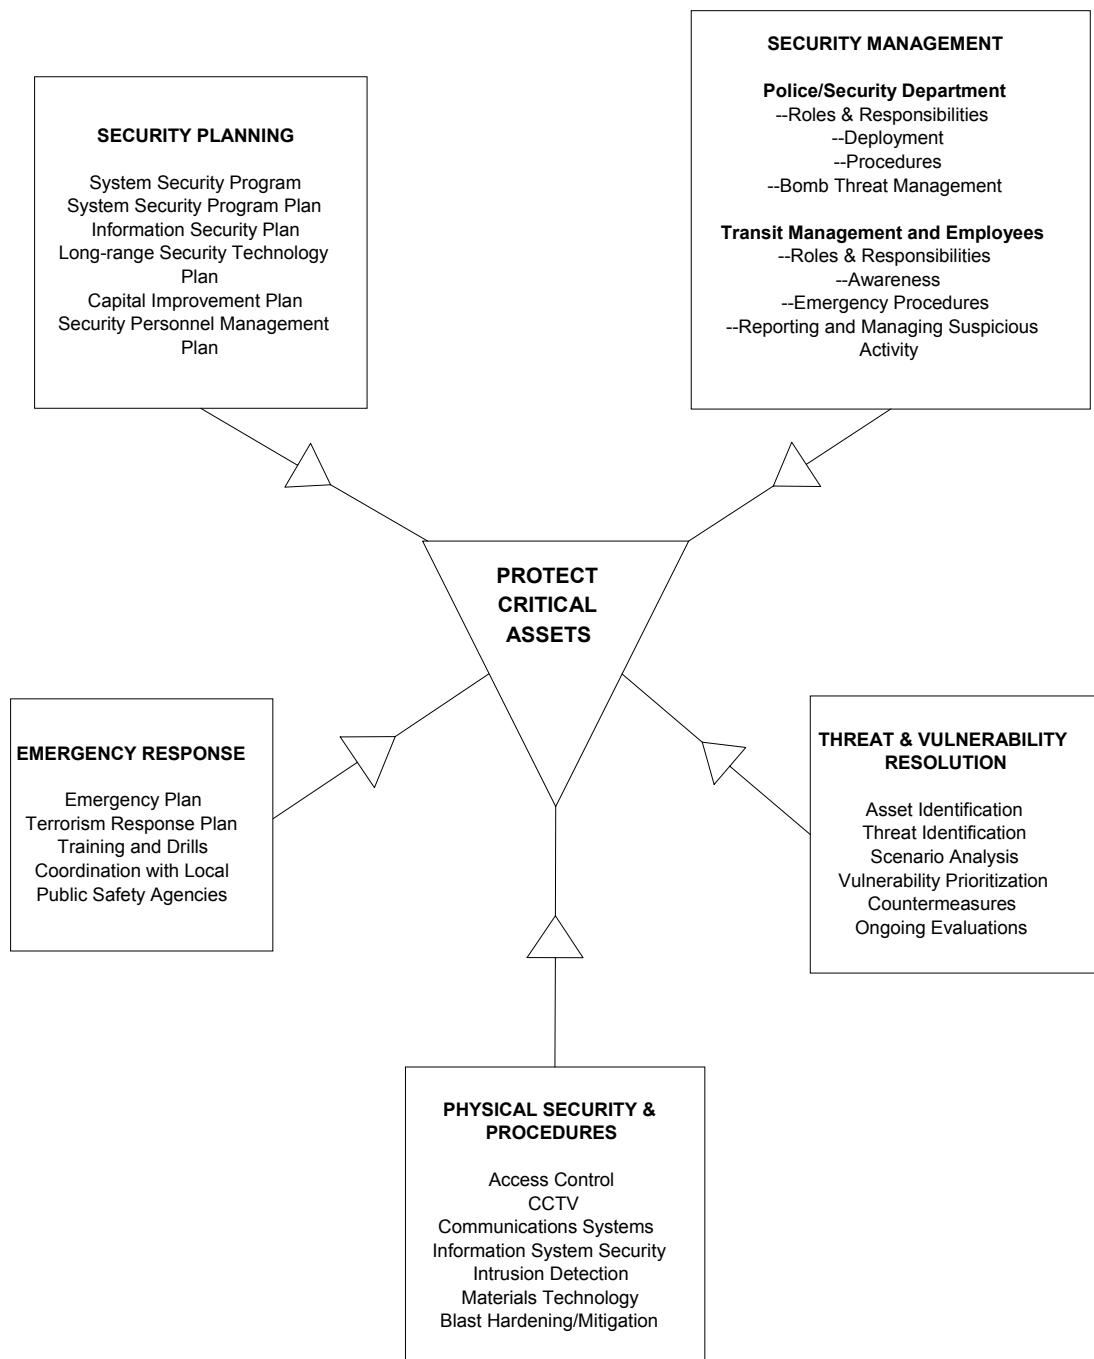 SECURITY MANAGEMENT
Police/Security Department
--Roles & Responsibilities
--Deployment
--Procedures
--Bomb Threat Management
Transit Management and Employees
--Roles & Responsibilities
--Awareness
--Emergency Procedures
--Reporting and Managing Suspicious
Activity
SECURITY PLANNING
System Security Program
System Security Program Plan
Information Security Plan
Long-range Security Technology
Plan
Capital Improvement Plan
Security Personnel Management
Plan
PROTECT
CRITICAL
ASSETS
EMERGENCY RESPONSE
Emergency Plan
Terrorism Response Plan
Training and Drills
Coordination with Local
Public Safety Agencies
THREAT & VULNERABILITY
RESOLUTION
Asset Identification
Threat Identification
Scenario Analysis
Vulnerability Prioritization
Countermeasures
Ongoing Evaluations
PHYSICAL SECURITY &
PROCEDURES
Access Control
CCTV
Communications Systems
Information System Security
Intrusion Detection
Materials Technology
Blast Hardening/Mitigation